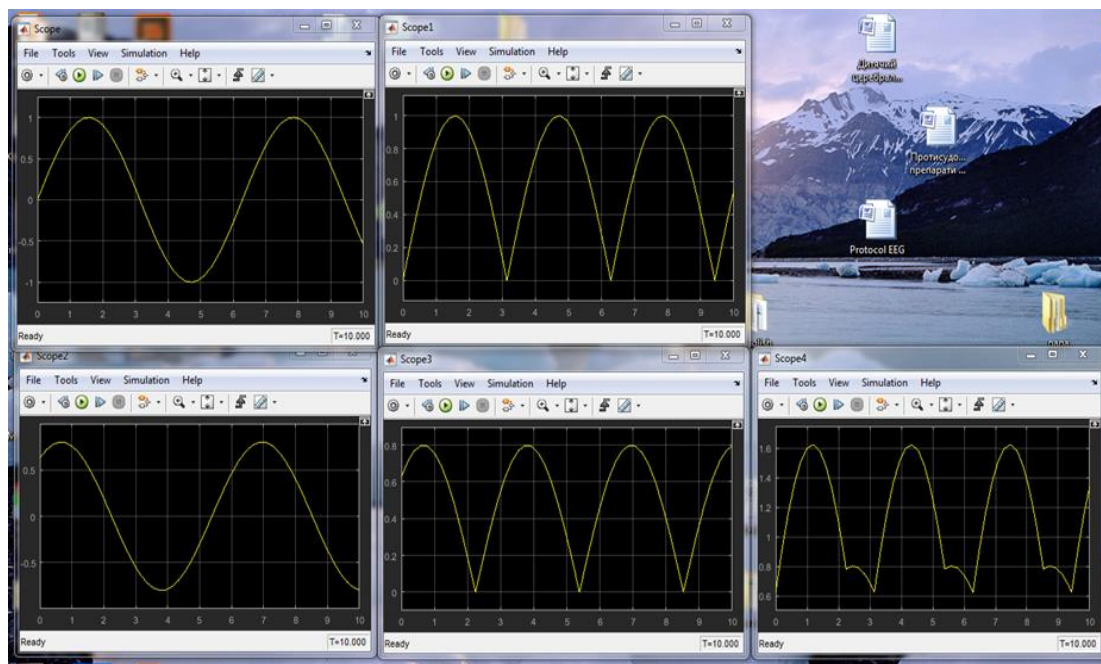 Scope
File Tools View Simulation Help
1
0.5
0
-0.5
-1
0 1 2 3 4 5 6 7 8 9 10
Ready T=10.000
Scope1
File Tools View Simulation Help
1
0.8
0.6
0.4
0.2
0
0 1 2 3 4 5 6 7 8 9 10
Ready T=10.000
Дитячий
церебрал...
Протисудо...
препарати ...
Protocol EEG
Scope2
File Tools View Simulation Help
0.5
0
-0.5
0 1 2 3 4 5 6 7 8 9 10
Ready T=10.000
Scope3
File Tools View Simulation Help
0.8
0.6
0.4
0.2
0
0 1 2 3 4 5 6 7 8 9 10
Ready T=10.000
Scope4
File Tools View Simulation Help
1.6
1.4
1.2
1
0.8
0.6
0 1 2 3 4 5 6 7 8 9 10
Ready T=10.000